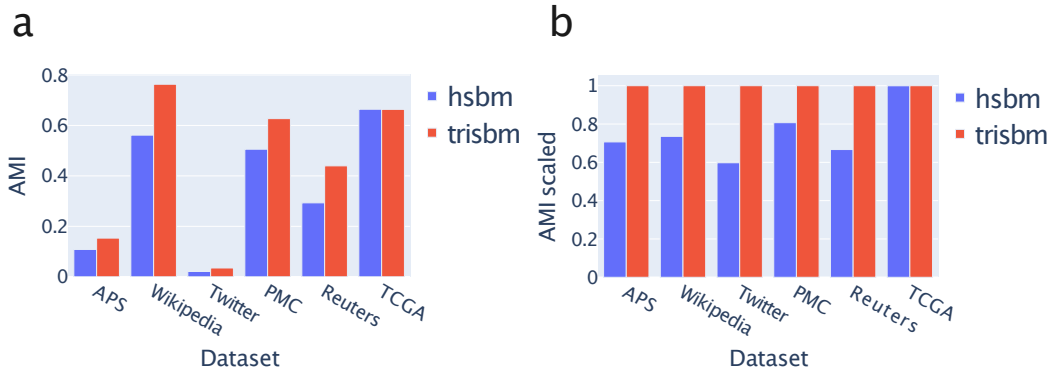 a
0.8
0.6
0.4
0.2
0
AMI
APS
Wikipedia
Twitter
PMC
Reuters
TCGA
Dataset
hsbm
trisbm
b
1
0.8
0.6
0.4
0.2
0
AMI scaled
APS
Wikipedia
Twitter
PMC
Reuters
TCGA
Dataset
hsbm
trisbm